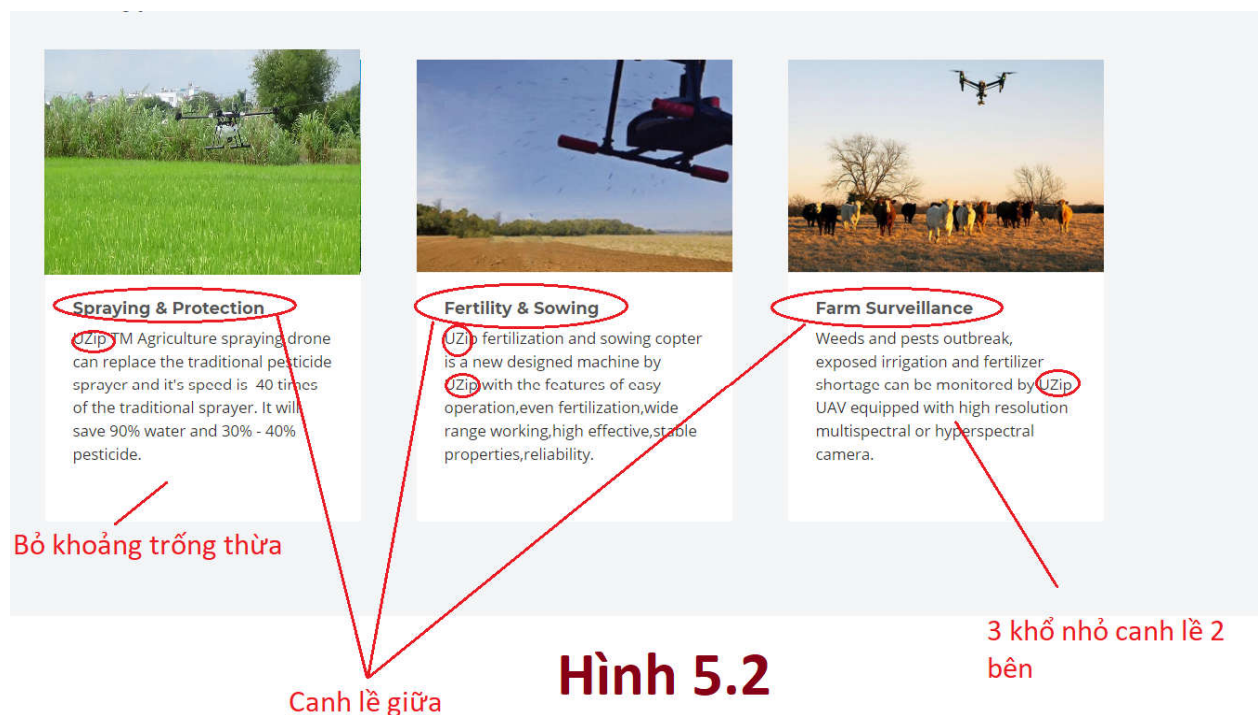 Spraying & Protection
UZip TM Agriculture spraying drone
can replace the traditional pesticide
sprayer and it's speed is 40 times
of the traditional sprayer. It will
save 90% water and 30% - 40%
pesticide.
Fertility & Sowing
UZip fertilization and sowing copter
is a new designed machine by
UZip with the features of easy
operation,even fertilization,wide
range working,high effective,stable
properties,reliability.
Farm Surveillance
Weeds and pests outbreak,
exposed irrigation and fertilizer
shortage can be monitored by UZip
UAV equipped with high resolution
multispectral or hyperspectral
camera.
Bỏ khoảng trống thừa
Canh lề giữa
3 khổ nhỏ canh lề 2
bên
Hình 5.2